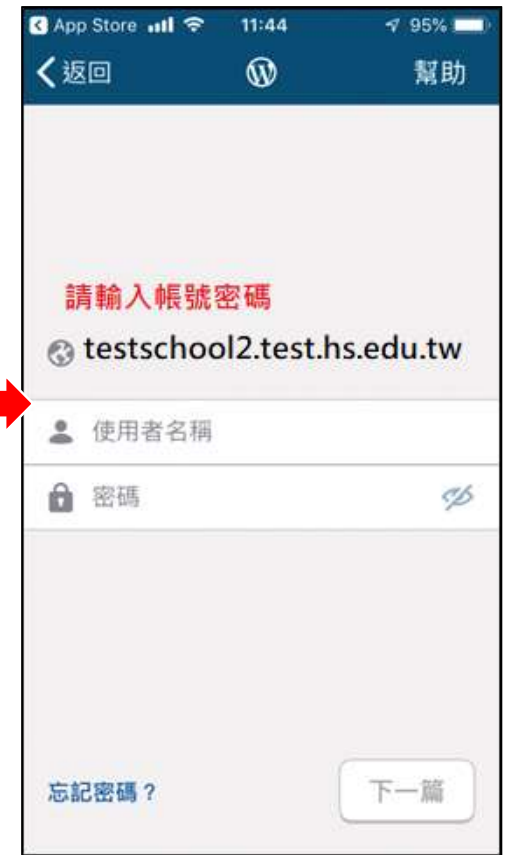 App Store 11:44 95%
返回 幫助
請輸入帳號密碼
testschool2.test.hs.edu.tw
使用者名稱
密碼
忘記密碼？ 下一篇